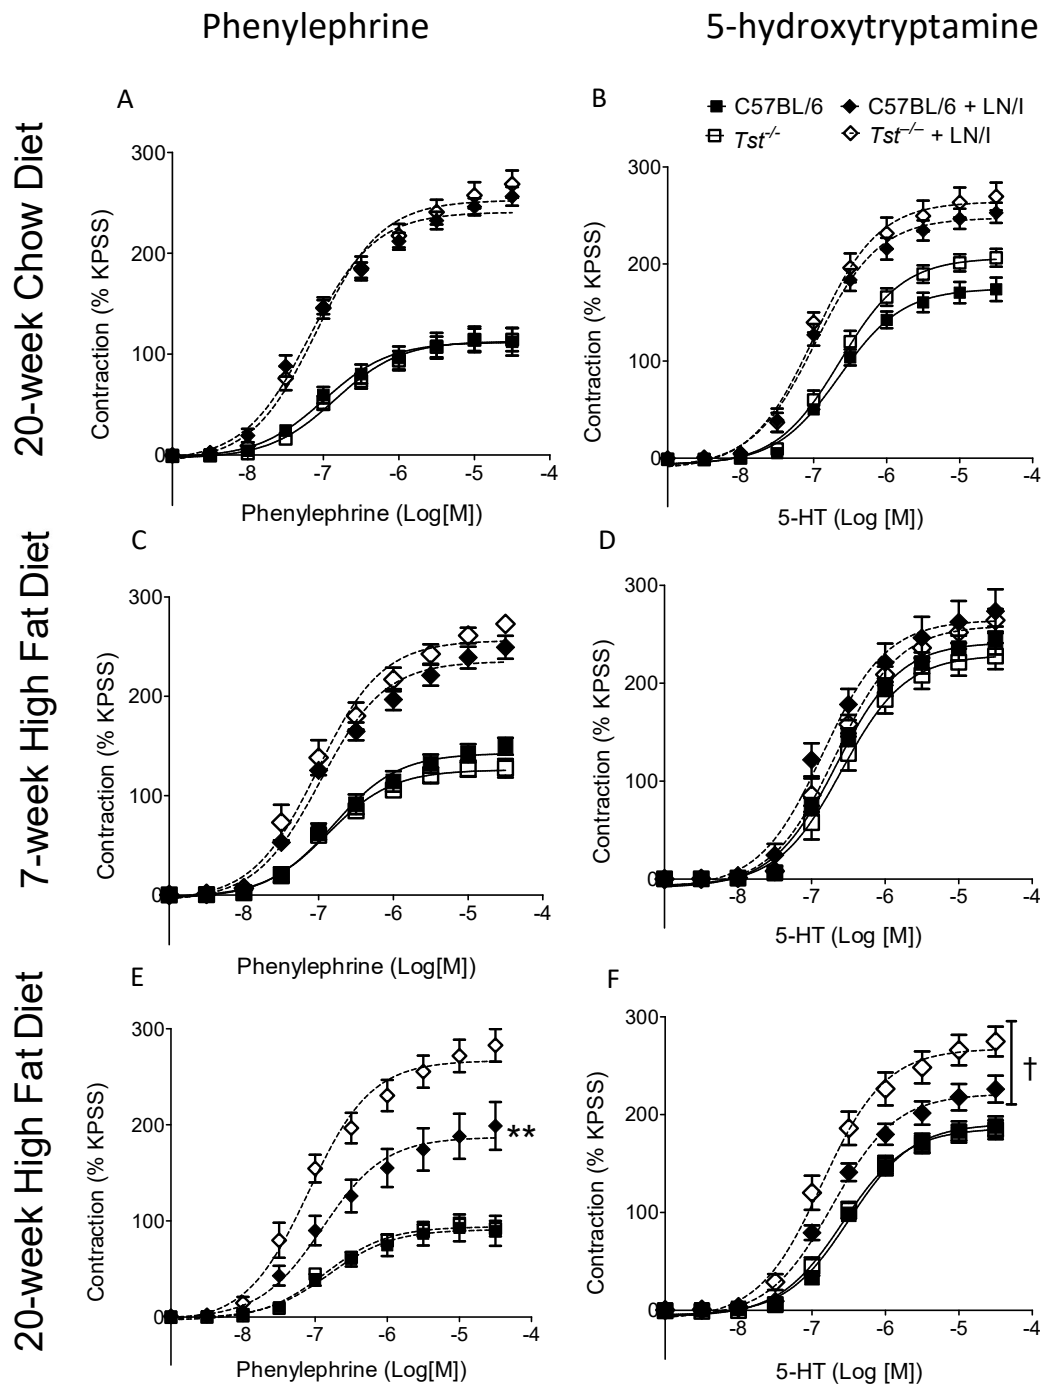 Phenylephrine
5-hydroxytryptamine
20-week Chow Diet
A
300
200
100
0
-8
-7
-6
-5
-4
Contraction (% KPSS)
Phenylephrine (Log[M])
B
C57BL/6
C57BL/6 + LN/I
Tst-/-
Tst-/- + LN/I
300
200
100
0
-8
-7
-6
-5
-4
Contraction (% KPSS)
5-HT (Log [M])
7-week High Fat Diet
C
300
200
100
0
-8
-7
-6
-5
-4
Contraction (% KPSS)
Phenylephrine (Log[M])
D
300
200
100
0
-8
-7
-6
-5
-4
Contraction (% KPSS)
5-HT (Log [M])
20-week High Fat Diet
E
300
200
100
0
-8
-7
-6
-5
-4
Contraction (% KPSS)
**
Phenylephrine (Log[M])
F
300
200
100
0
-8
-7
-6
-5
-4
Contraction (% KPSS)
†
5-HT (Log [M])